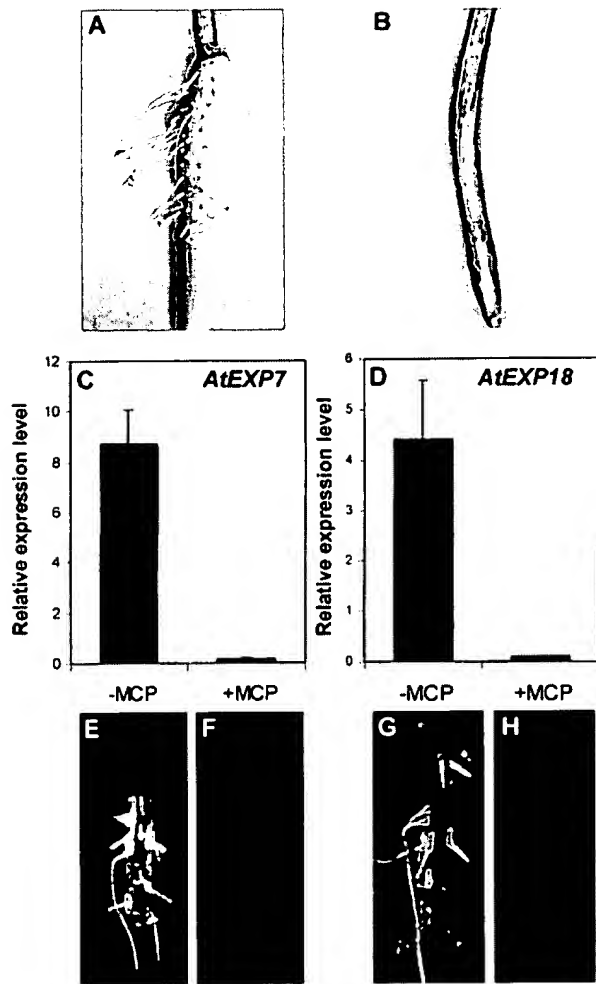 A
B
C
AtEXP7
Relative expression level
12
10
8
6
4
2
0
-MCP
+MCP
D
AtEXP18
Relative expression level
6
5
4
3
2
1
0
-MCP
+MCP
E
F
G
H